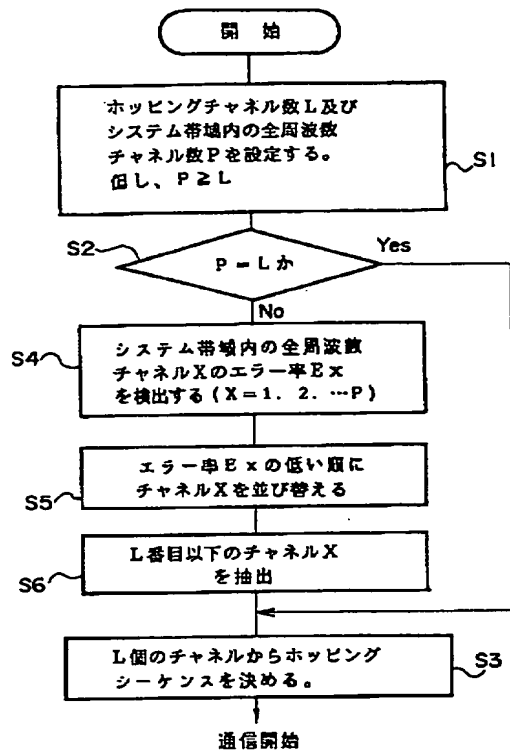 開 始
ホッピングチャネル数L及び
システム帯域内の全周波数
チャネル数Pを設定する。
但し、P≧L
S1
S2
P=Lか
Yes
No
S4
システム帯域内の全周波数
チャネルXのエラー率Ex
を検出する(X=1. 2. …P)
エラー率Exの低い順に
チャネルXを並び替える
S5
L番目以下のチャネルX
を抽出
S6
L個のチャネルからホッピング
シーケンスを決める。
S3
通信開始